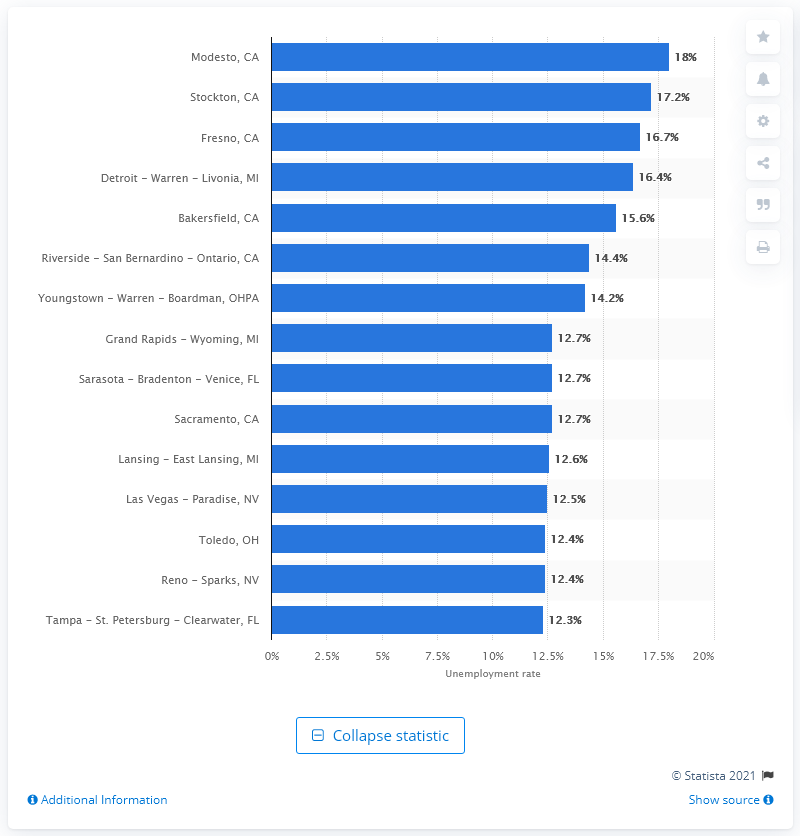 Modesto, CA 18%
Stockton, CA 17.2%
Fresno, CA 16.7%
Detroit - Warren - Livonia, MI 16.4%
Bakersfield, CA 15.6%
Riverside - San Bernardino - Ontario, CA 14.4%
Youngstown - Warren - Boardman, OHPA 14.2%
Grand Rapids - Wyoming, MI 12.7%
Sarasota - Bradenton - Venice, FL 12.7%
Sacramento, CA 12.7%
Lansing - East Lansing, MI 12.6%
Las Vegas - Paradise, NV 12.5%
Toledo, OH 12.4%
Reno - Sparks, NV 12.4%
Tampa - St. Petersburg - Clearwater, FL 12.3%
0% 2.5% 5% 7.5% 10% 12.5% 15% 17.5% 20%
Unemployment rate
Collapse statistic
© Statista 2021
Additional Information Show source